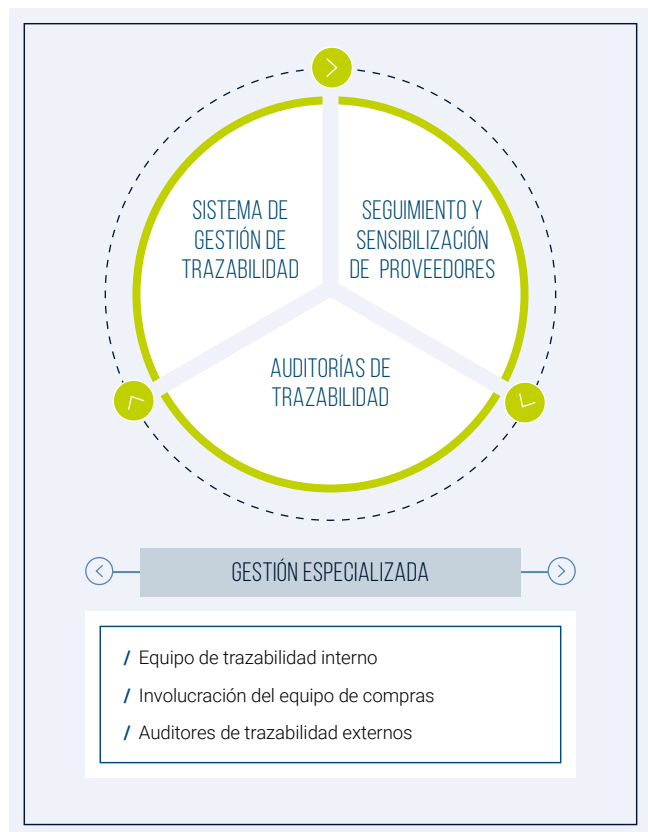 SISTEMA DE
GESTIÓN DE
TRAZABILIDAD
SEGUIMIENTO Y
SENSIBILIZACIÓN
DE PROVEEDORES
AUDITORÍAS DE
TRAZABILIDAD
GESTIÓN ESPECIALIZADA
/ Equipo de trazabilidad interno
/ Involucración del equipo de compras
/ Auditores de trazabilidad externos